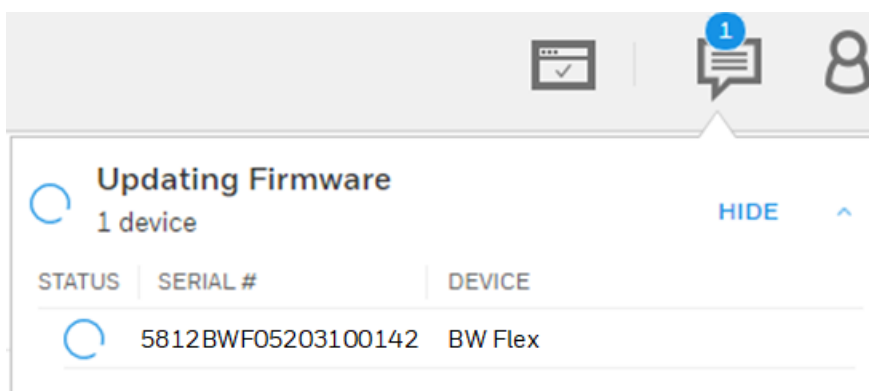 1
Updating Firmware
1 device
HIDE
STATUS SERIAL # DEVICE
5812BWF05203100142 BW Flex